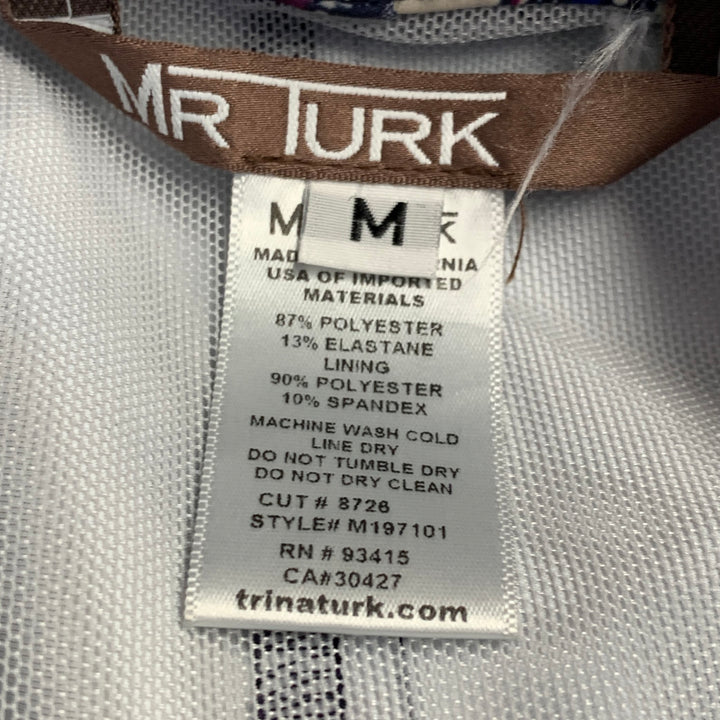 MR TURK
M
USA OF IMPORTED
MATERIALS
87% POLYESTER
13% ELASTANE
LINING
90% POLYESTER
10% SPANDEX
MACHINE WASH COLD
LINE DRY
DO NOT TUMBLE DRY
DO NOT DRY CLEAN
CUT # 8726
STYLE# M197101
RN # 93415
CA#30427
trinaturk.com